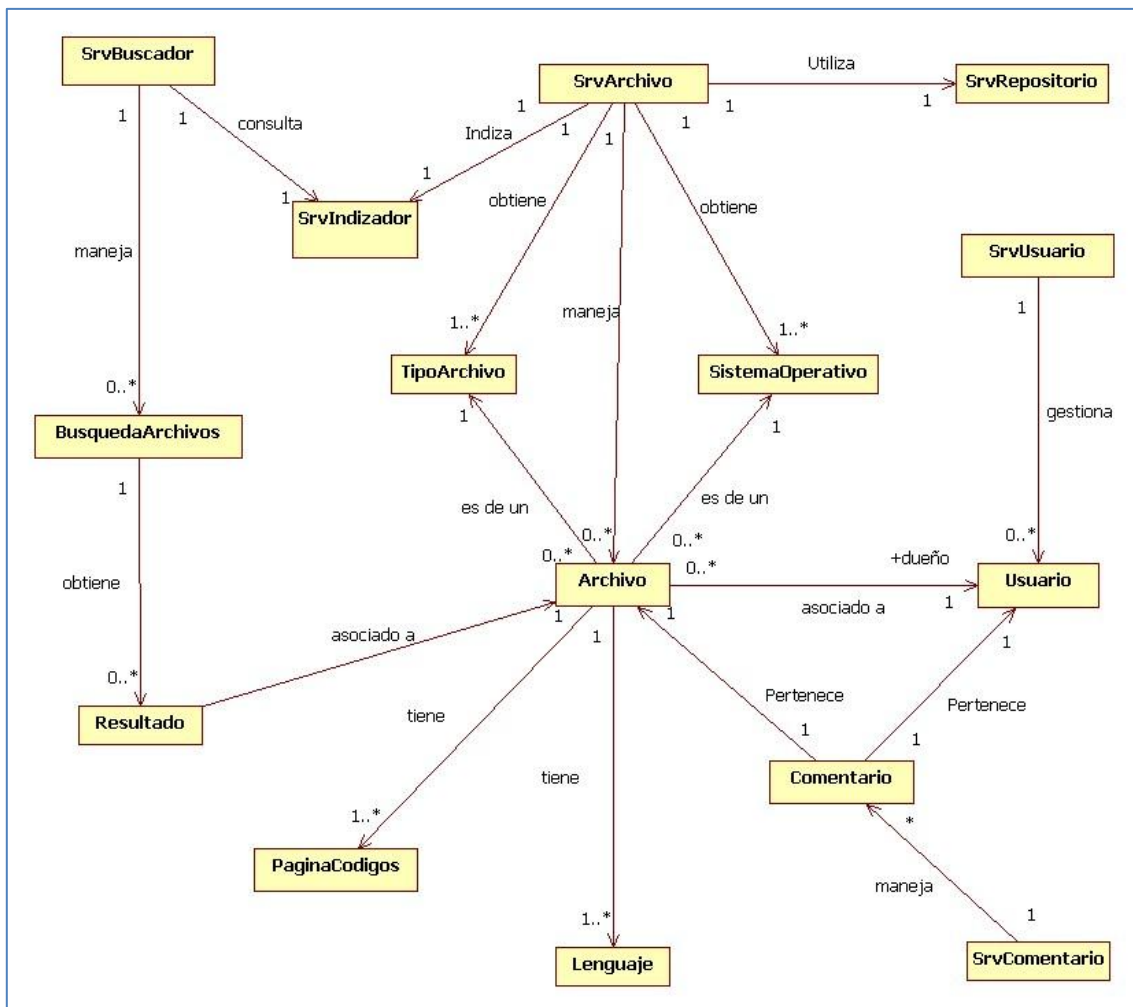 SrvBuscador
SrvArchivo
Utiliza
SrvRepositorio
1
1
1
1
1
1
1
1
1
consulta
Indiza
1
1
SrvIndizador
obtiene
obtiene
maneja
SrvUsuario
1
maneja
1..*
1..*
TipoArchivo
SistemaOperativo
0..*
1
1
gestiona
BusquedaArchivos
1
es de un
es de un
0..*
0..*
0..*
0..*
0..*
+dueño
Archivo
Usuario
obtiene
asociado a
1
1
1
1
1
asociado a
0..*
Pertenece
Pertenece
Resultado
tiene
1
1
Comentario
tiene
1..*
*
PaginaCodigos
maneja
1..*
1
Lenguaje
SrvComentario